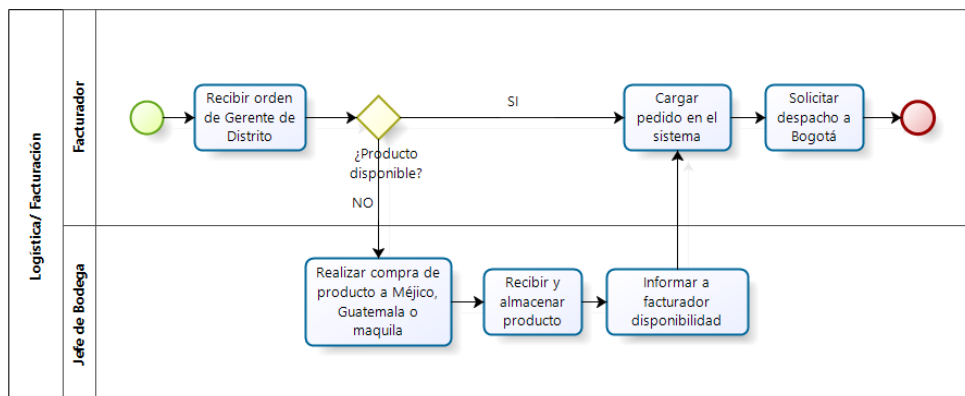 Logística/ Facturación
Facturador
Recibir orden
de Gerente de
Distrito
¿Producto
disponible?
SI
NO
Cargar
pedido en el
sistema
Solicitar
despacho a
Bogotá
Jefe de Bodega
Realizar compra de
producto a Méjico,
Guatemala o
maquila
Recibir y
almacenar
producto
Informar a
facturador
disponibilidad